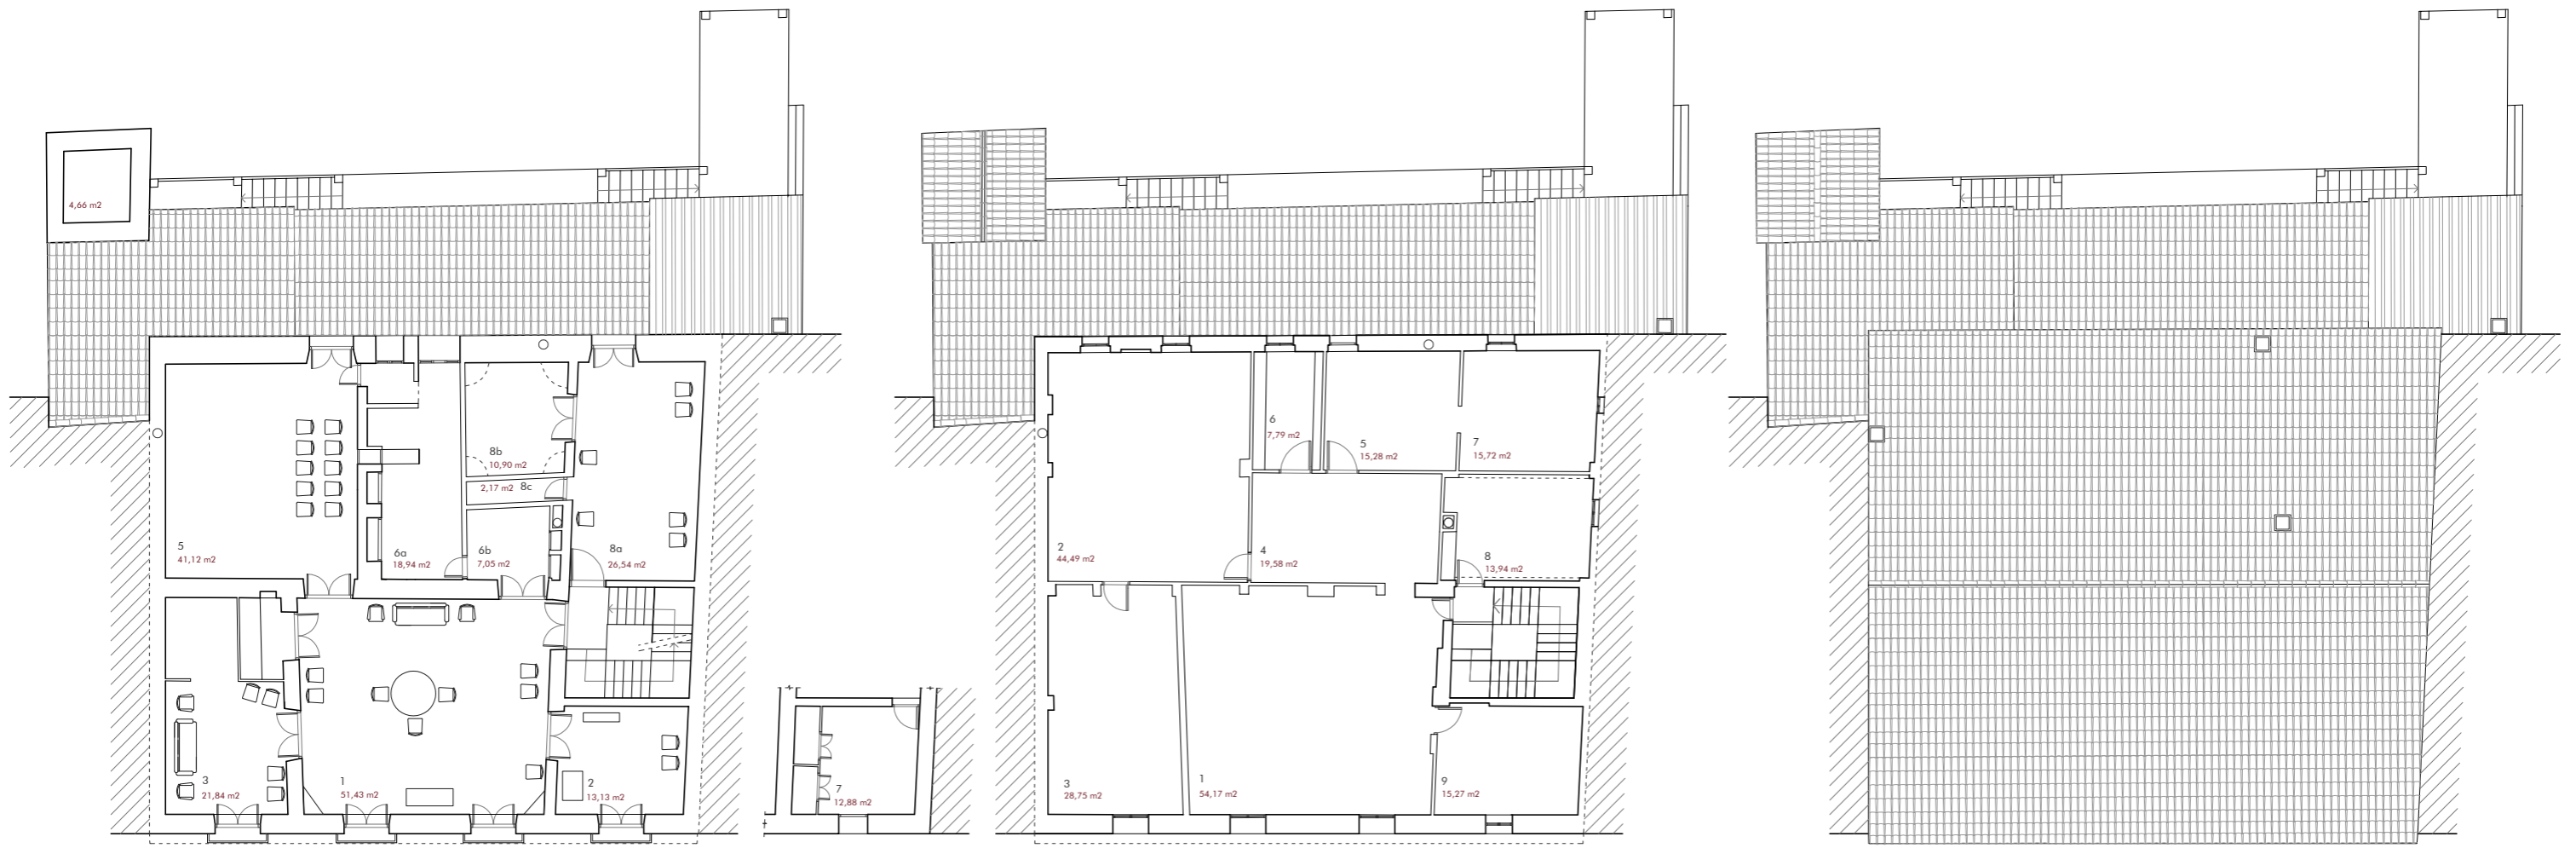 4,66 m2
8b
10,90 m2
2,17 m2 8c
5
41,12 m2
6a
18,94 m2
6b
7,05 m2
8a
26,54 m2
3
21,84 m2
1
51,43 m2
2
13,13 m2
7
12,88 m2
6
7,79 m2
5
15,28 m2
7
15,72 m2
2
44,49 m2
4
19,58 m2
8
13,94 m2
3
28,75 m2
1
54,17 m2
9
15,27 m2